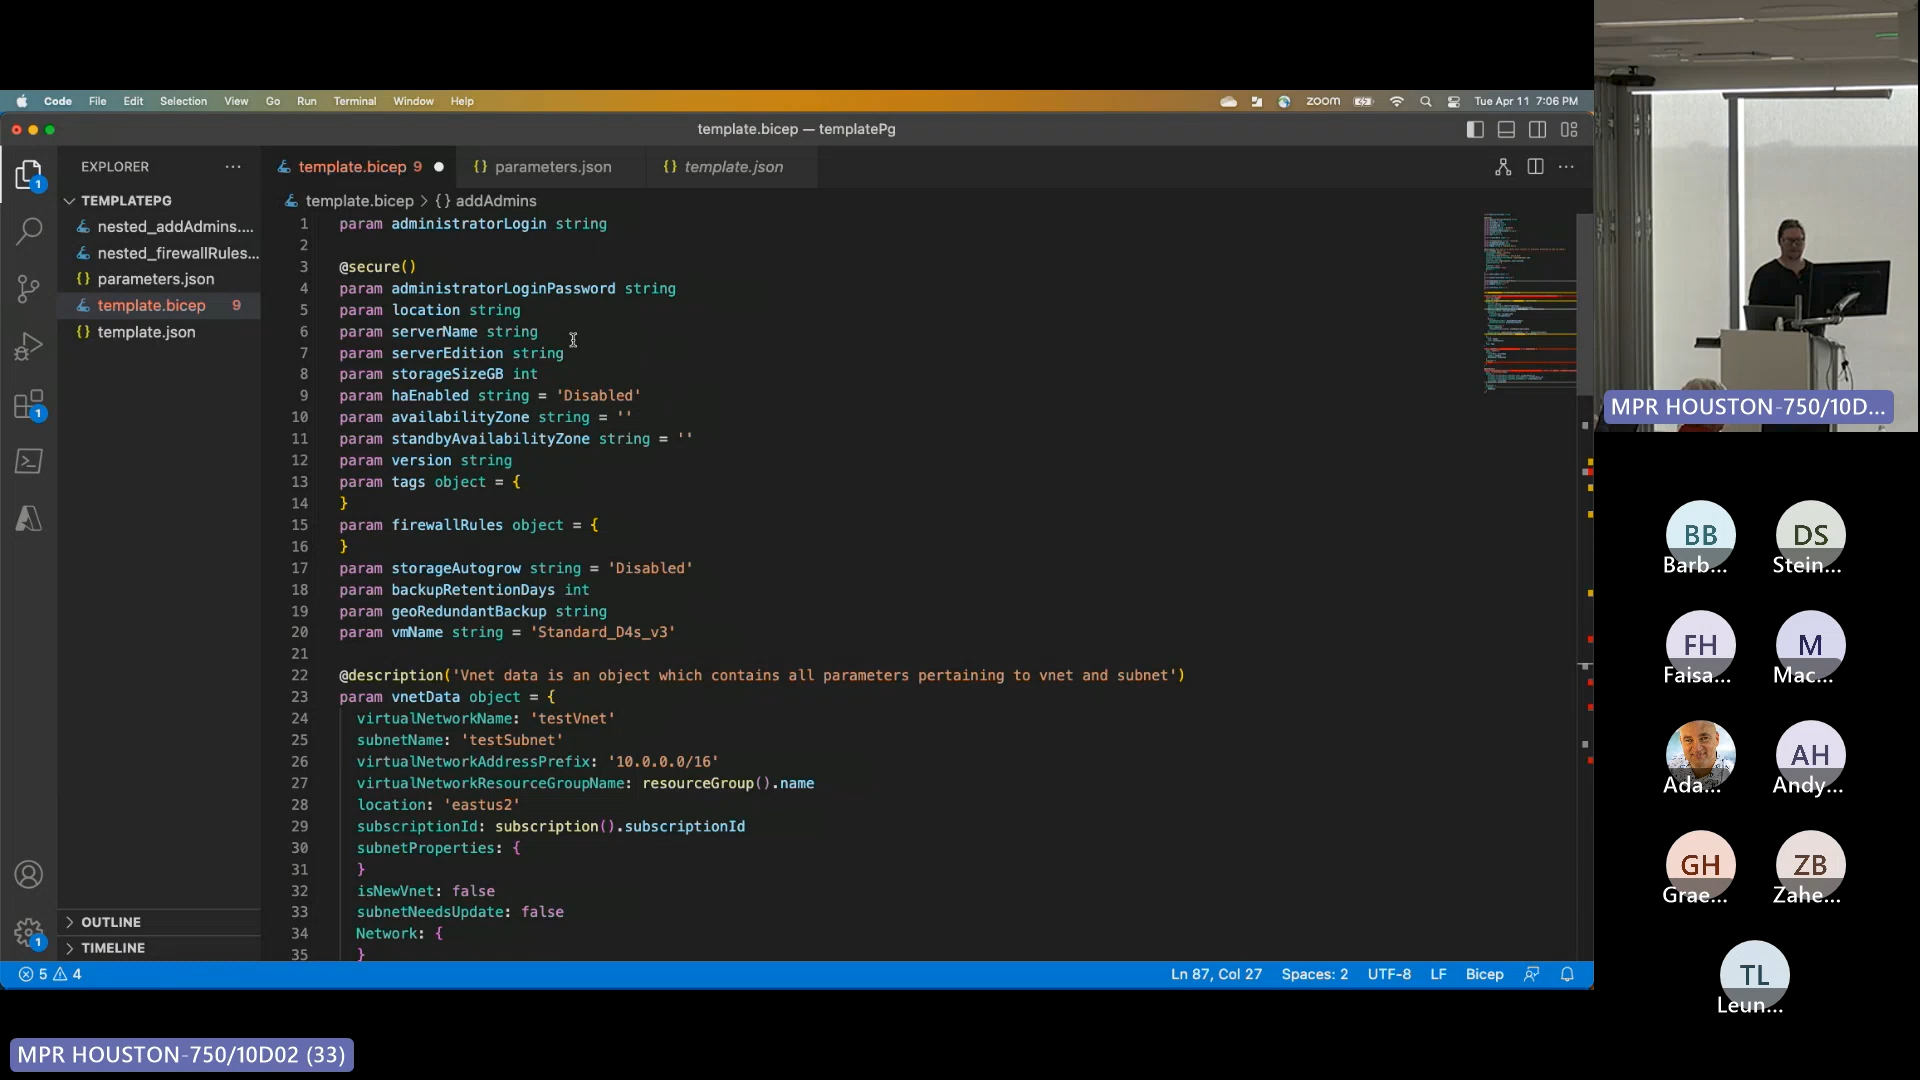 Code File Edit Selection View Go Run Terminal Window Help zoom Tue Apr 11 7:06 PM
template.bicep — templatePg
EXPLORER ···
template.bicep 9 {} parameters.json {} template.json
TEMPLATEPG
nested_addAdmins....
nested_firewallRules...
{} parameters.json
template.bicep 9
{} template.json
1
1
1
OUTLINE
TIMELINE
template.bicep > {} addAdmins
1 param administratorLogin string
2
3 @secure()
4 param administratorLoginPassword string
5 param location string
6 param serverName string
7 param serverEdition string
8 param storageSizeGB int
9 param haEnabled string = 'Disabled'
10 param availabilityZone string = ''
11 param standbyAvailabilityZone string = ''
12 param version string
13 param tags object = {
14 }
15 param firewallRules object = {
16 }
17 param storageAutogrow string = 'Disabled'
18 param backupRetentionDays int
19 param geoRedundantBackup string
20 param vmName string = 'Standard_D4s_v3'
21
22 @description('Vnet data is an object which contains all parameters pertaining to vnet and subnet')
23 param vnetData object = {
24 virtualNetworkName: 'testVnet'
25 subnetName: 'testSubnet'
26 virtualNetworkAddressPrefix: '10.0.0.0/16'
27 virtualNetworkResourceGroupName: resourceGroup().name
28 location: 'eastus2'
29 subscriptionId: subscription().subscriptionId
30 subnetProperties: {
31 }
32 isNewVnet: false
33 subnetNeedsUpdate: false
34 Network: {
35 }
5 4 Ln 87, Col 27 Spaces: 2 UTF-8 LF Bicep
MPR HOUSTON-750/10D02 (33)
MPR HOUSTON-750/10D...
BB
Barb...
DS
Stein...
FH
Faisa...
M
Mac...
Ada...
AH
Andy...
GH
Grae...
ZB
Zahe...
TL
Leun...